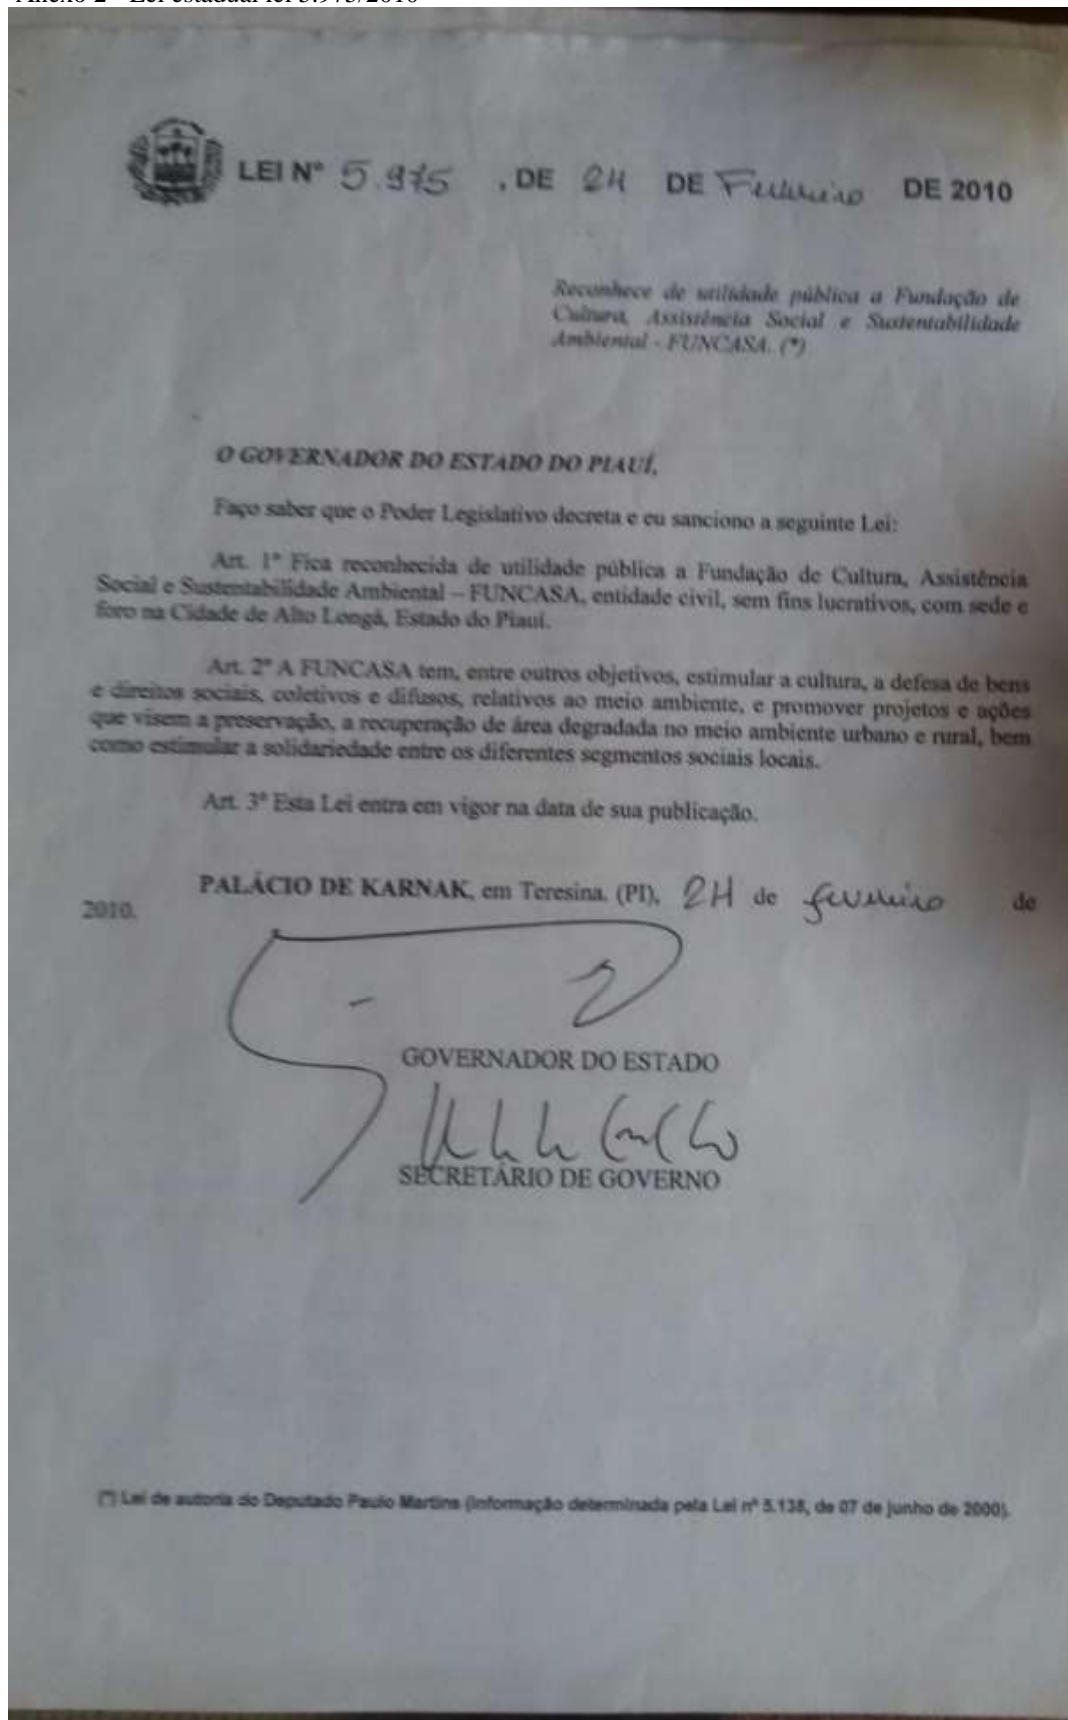 Anexo 2 - Lei estadual lei 5.975/2010
LEI Nº 5.975 , DE 24 DE Fevereiro DE 2010
Reconhece de utilidade pública a Fundação de
Cultura, Assistência Social e Sustentabilidade
Ambiental - FUNCASA. (*)
O GOVERNADOR DO ESTADO DO PIAUÍ,
Faço saber que o Poder Legislativo decreta e eu sanciono a seguinte Lei:
Art. 1º Fica reconhecida de utilidade pública a Fundação de Cultura, Assistência
Social e Sustentabilidade Ambiental – FUNCASA, entidade civil, sem fins lucrativos, com sede e
foro na Cidade de Alto Longá, Estado do Piauí.
Art. 2º A FUNCASA tem, entre outros objetivos, estimular a cultura, a defesa de bens
e direitos sociais, coletivos e difusos, relativos ao meio ambiente, e promover projetos e ações
que visem a preservação, a recuperação de área degradada no meio ambiente urbano e rural, bem
como estimular a solidariedade entre os diferentes segmentos sociais locais.
Art. 3º Esta Lei entra em vigor na data de sua publicação.
PALÁCIO DE KARNAK, em Teresina, (PI), 24 de fevereiro de
2010.
GOVERNADOR DO ESTADO
SECRETÁRIO DE GOVERNO
(*) Lei de autoria do Deputado Paulo Martins (informação determinada pela Lei nº 5.138, de 07 de junho de 2000).